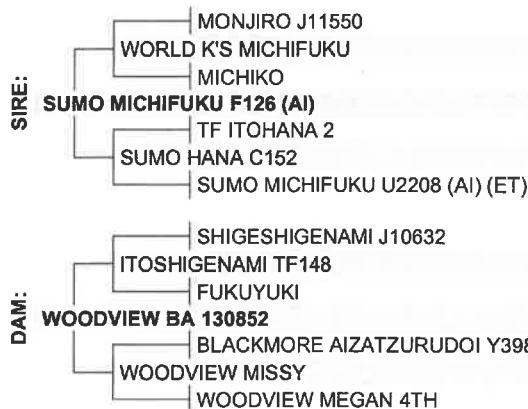 MONJIRO J11550
WORLD K'S MICHIFUKU
MICHIKO
SIRE:
SUMO MICHIFUKU F126 (AI)
TF ITOHANA 2
SUMO HANA C152
SUMO MICHIFUKU U2208 (AI) (ET)
SHIGESHIGENAMI J10632
ITOSHIGENAMI TF148
FUKUYUKI
DAM:
WOODVIEW BA 130852
BLACKMORE AIZATZURUDOI Y398
WOODVIEW MISSY
WOODVIEW MEGAN 4TH